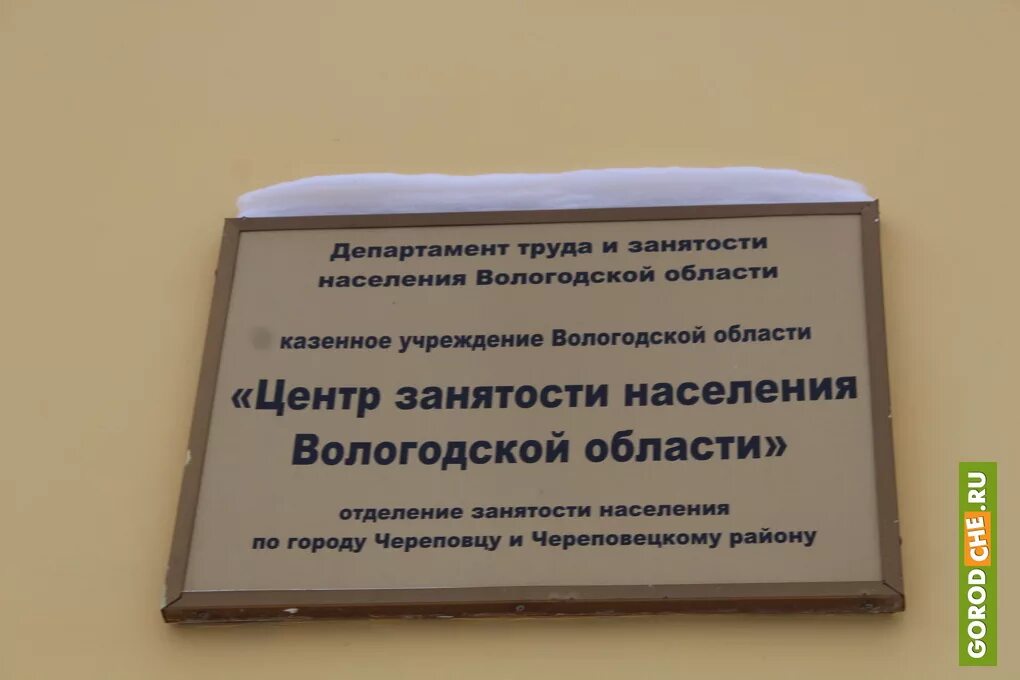 Департамент труда и занятости
населения Вологодской области
казенное учреждение Вологодской области
«Центр занятости населения
Вологодской области»
отделение занятости населения
по городу Череповцу и Череповецкому району
GORODCHE.RU